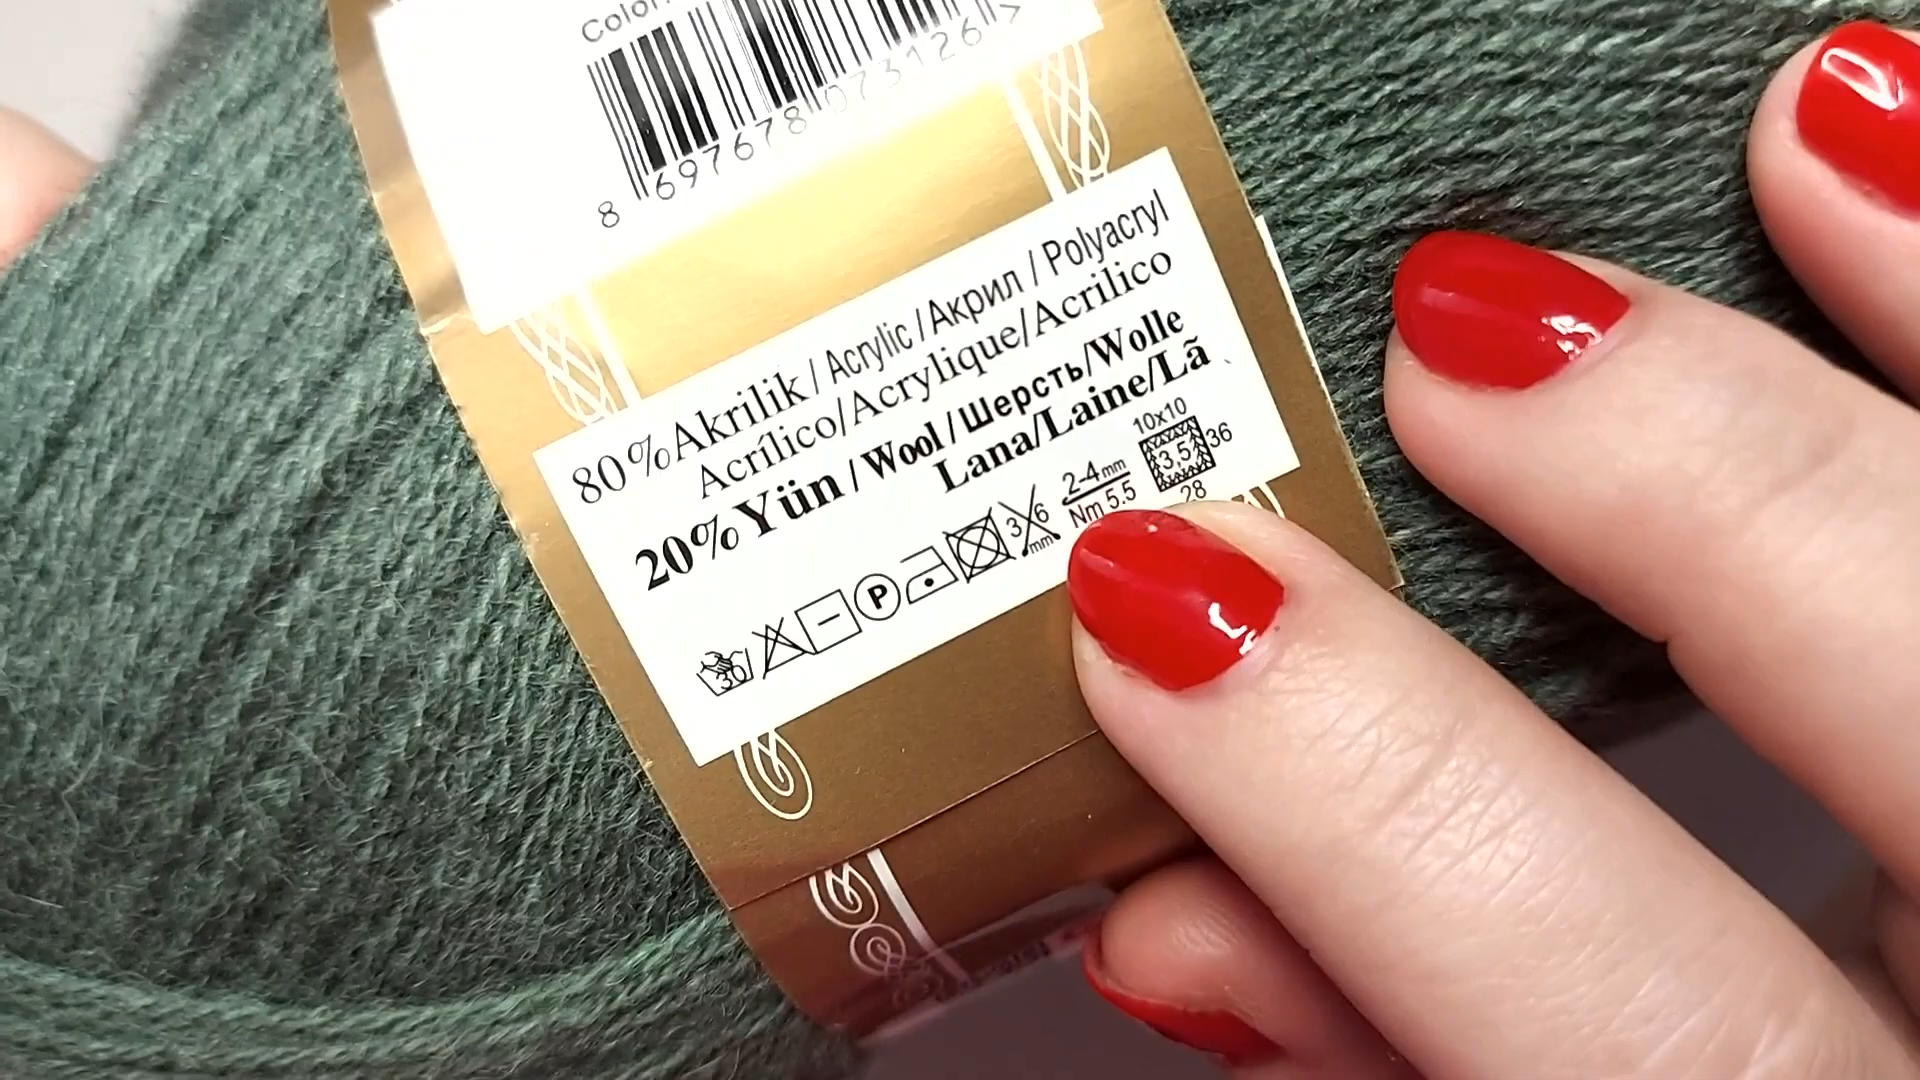 Color:
8 697678 073126 >
80%Akrilik / Acrylic / Акрил / Polyacryl
Acrílico/Acrylique/Acrilico
20%Yün / Wool / Шерсть/Wolle
Lana/Laine/Lã
10x10
3,5 36
28
2-4mm
Nm 5.5
3 6
mm
P
30